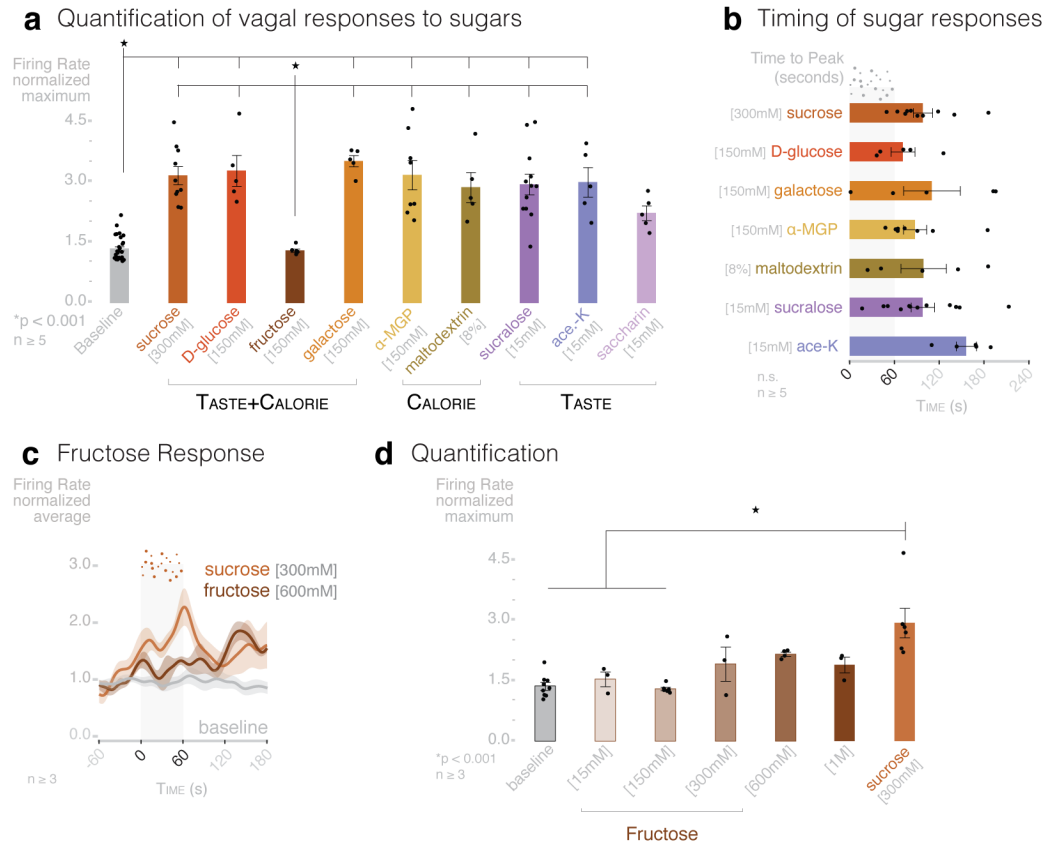 a Quantification of vagal responses to sugars
Firing Rate
normalized
maximum
4.5
3.0
1.5
0.0
*p < 0.001
n ≥ 5
Baseline
sucrose
[300mM]
D-glucose
[150mM]
fructose
[150mM]
galactose
[150mM]
α-MGP
[150mM]
maltodextrin
[8%]
sucralose
[15mM]
ace.-K
[15mM]
saccharin
[15mM]
TASTE+CALORIE
CALORIE
TASTE
b Timing of sugar responses
Time to Peak
(seconds)
[300mM] sucrose
[150mM] D-glucose
[150mM] galactose
[150mM] α-MGP
[8%] maltodextrin
[15mM] sucralose
[15mM] ace-K
n.s.
n ≥ 5
0
60
120
180
240
TIME (s)
c Fructose Response
Firing Rate
normalized
average
3.0
2.0
1.0
0.0
sucrose [300mM]
fructose [600mM]
baseline
-60
0
60
120
180
n ≥ 3
TIME (s)
d Quantification
Firing Rate
normalized
maximum
4.5
3.0
1.5
0.0
*p < 0.001
n ≥ 3
baseline
[15mM]
[150mM]
[300mM]
[600mM]
[1M]
sucrose
[300mM]
Fructose